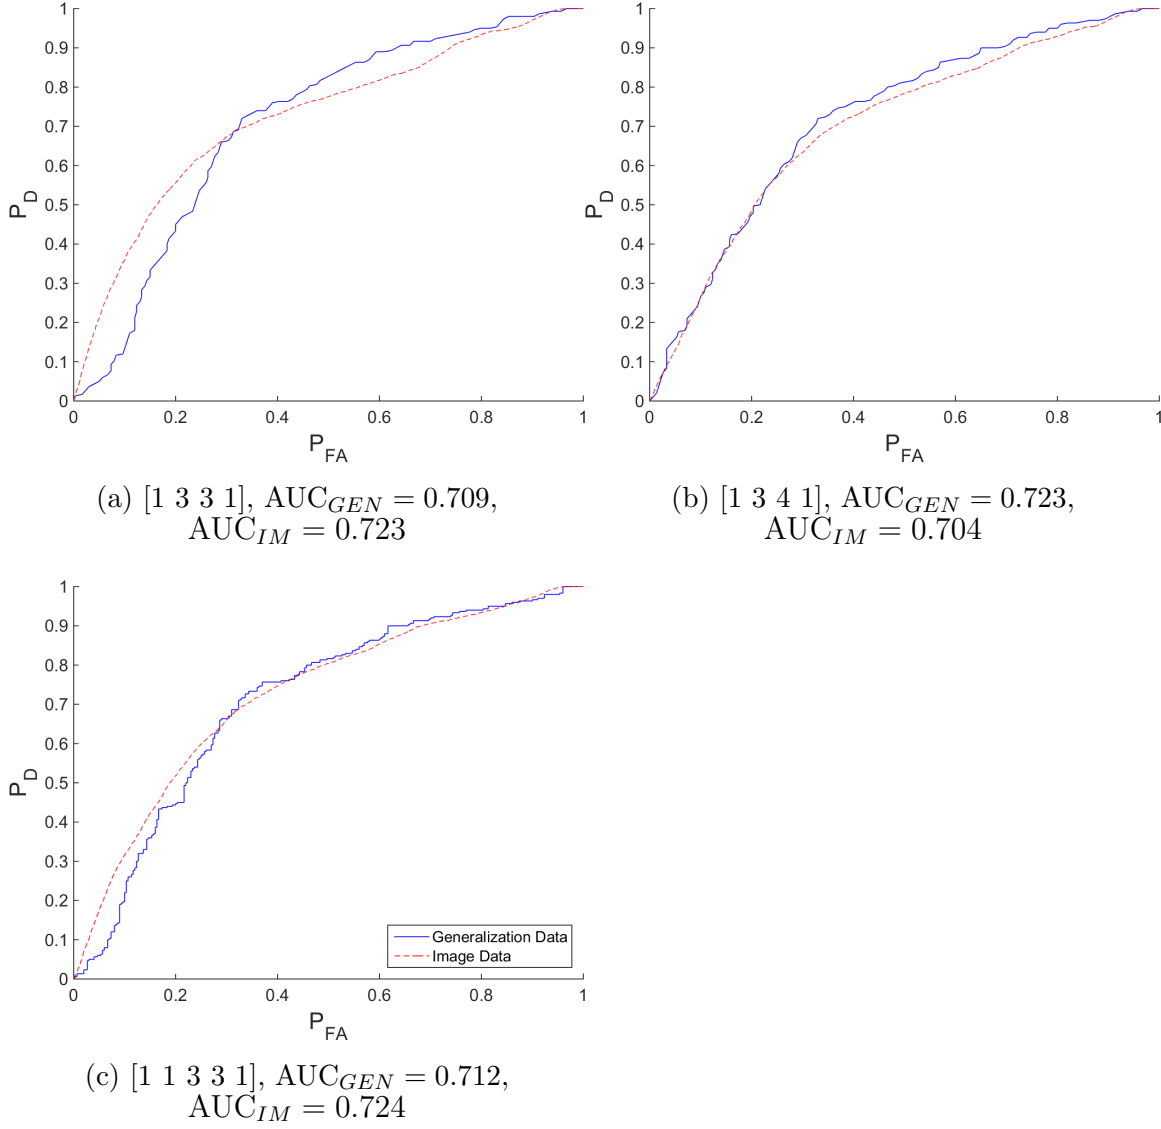 1
0.9
0.8
0.7
0.6
0.5
0.4
0.3
0.2
0.1
0
P_D
0 0.2 0.4 0.6 0.8 1
P_FA
(a) [1 3 3 1], AUC_GEN = 0.709,
AUC_IM = 0.723
1
0.9
0.8
0.7
0.6
0.5
0.4
0.3
0.2
0.1
0
P_D
0 0.2 0.4 0.6 0.8 1
P_FA
(b) [1 3 4 1], AUC_GEN = 0.723,
AUC_IM = 0.704
1
0.9
0.8
0.7
0.6
0.5
0.4
0.3
0.2
0.1
0
P_D
Generalization Data
Image Data
0 0.2 0.4 0.6 0.8 1
P_FA
(c) [1 1 3 3 1], AUC_GEN = 0.712,
AUC_IM = 0.724